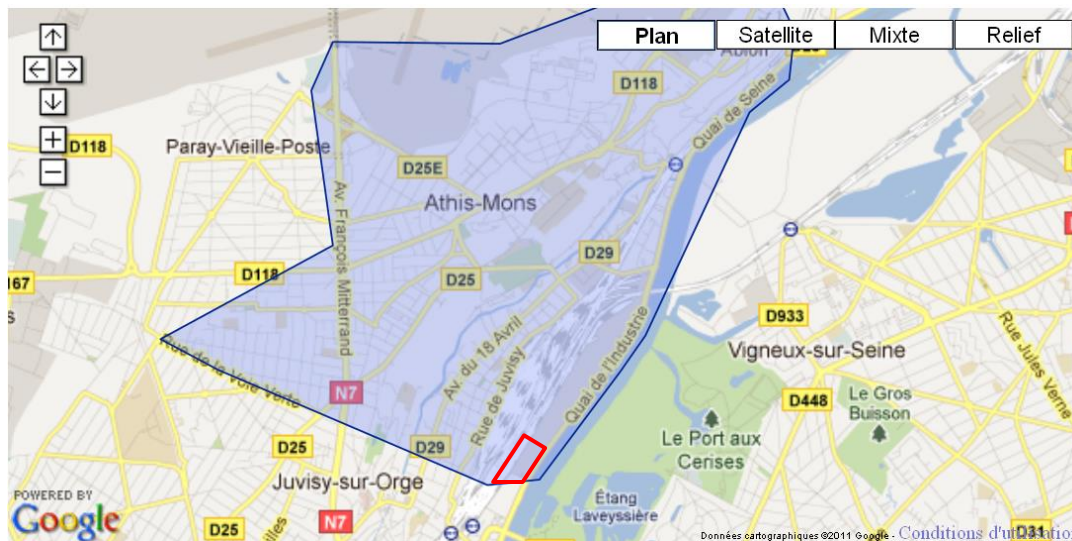 Plan
Satellite
Mixte
Relief
Ablon
D118
D118
Quai de Seine
Paray-Vieille-Poste
D25E
Athis-Mons
Av. François Mitterrand
D29
D118
D25
167
D933
Vigneux-sur-Seine
Rue Jules Verne
Quai de l'Industrie
Av. du 18 Avril
Rue de Juvisy
Rue de la Voie Verte
N7
D448
Le Gros
Buisson
D25
D29
Le Port aux
Cerises
Juvisy-sur-Orge
Étang
Laveyssière
POWERED BY
Google
D25
N7
Données cartographiques ©2011 Google - Conditions d'utilisation
D31